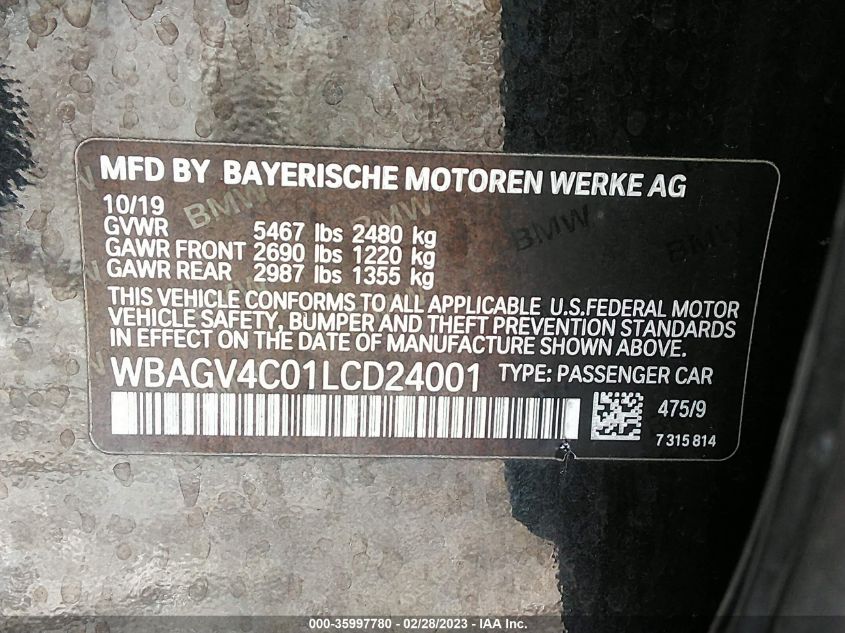 MFD BY BAYERISCHE MOTOREN WERKE AG
10/19
GVWR 5467 lbs 2480 kg
GAWR FRONT 2690 lbs 1220 kg
GAWR REAR 2987 lbs 1355 kg
THIS VEHICLE CONFORMS TO ALL APPLICABLE U.S.FEDERAL MOTOR
VEHICLE SAFETY, BUMPER AND THEFT PREVENTION STANDARDS
IN EFFECT ON THE DATE OF MANUFACTURE SHOWN ABOVE.
WBAGV4C01LCD24001 TYPE: PASSENGER CAR
475/9
7 315 814
BMW
BMW
BMW
000-35997780 - 02/28/2023 - IAA Inc.